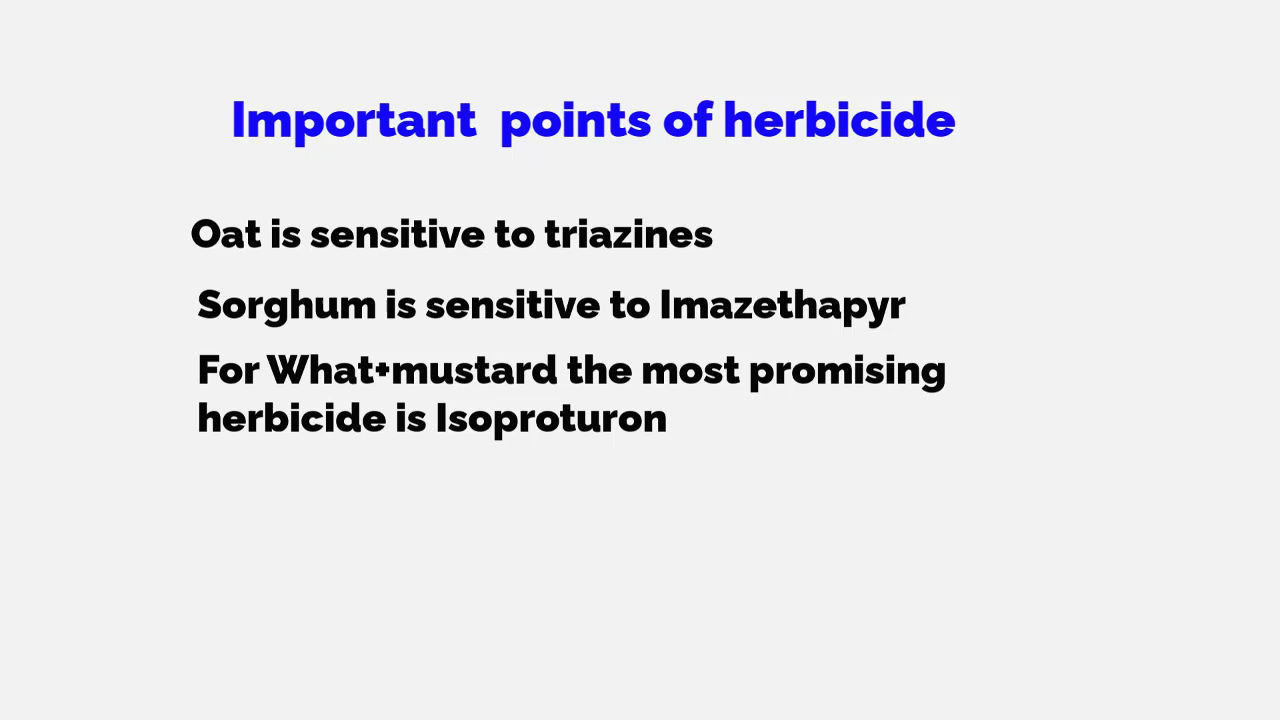 Important  points of herbicide
Oat is sensitive to triazines
Sorghum is sensitive to Imazethapyr
For What+mustard the most promising
herbicide is Isoproturon